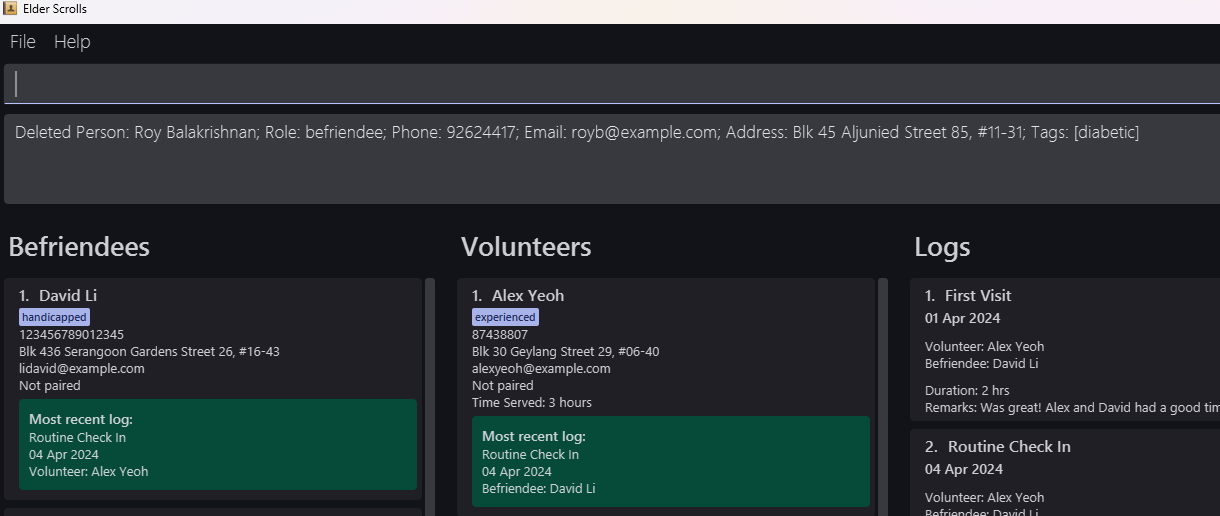 Elder Scrolls
File Help
Deleted Person: Roy Balakrishnan; Role: befriendee; Phone: 92624417; Email: royb@example.com; Address: Blk 45 Aljunied Street 85, #11-31; Tags: [diabetic]
Befriendees
1. David Li
handicapped
123456789012345
Blk 436 Serangoon Gardens Street 26, #16-43
lidavid@example.com
Not paired
Most recent log:
Routine Check In
04 Apr 2024
Volunteer: Alex Yeoh
Volunteers
1. Alex Yeoh
experienced
87438807
Blk 30 Geylang Street 29, #06-40
alexyeoh@example.com
Not paired
Time Served: 3 hours
Most recent log:
Routine Check In
04 Apr 2024
Befriendee: David Li
Logs
1. First Visit
01 Apr 2024
Volunteer: Alex Yeoh
Befriendee: David Li
Duration: 2 hrs
Remarks: Was great! Alex and David had a good tim
2. Routine Check In
04 Apr 2024
Volunteer: Alex Yeoh
Befriendee: David Li